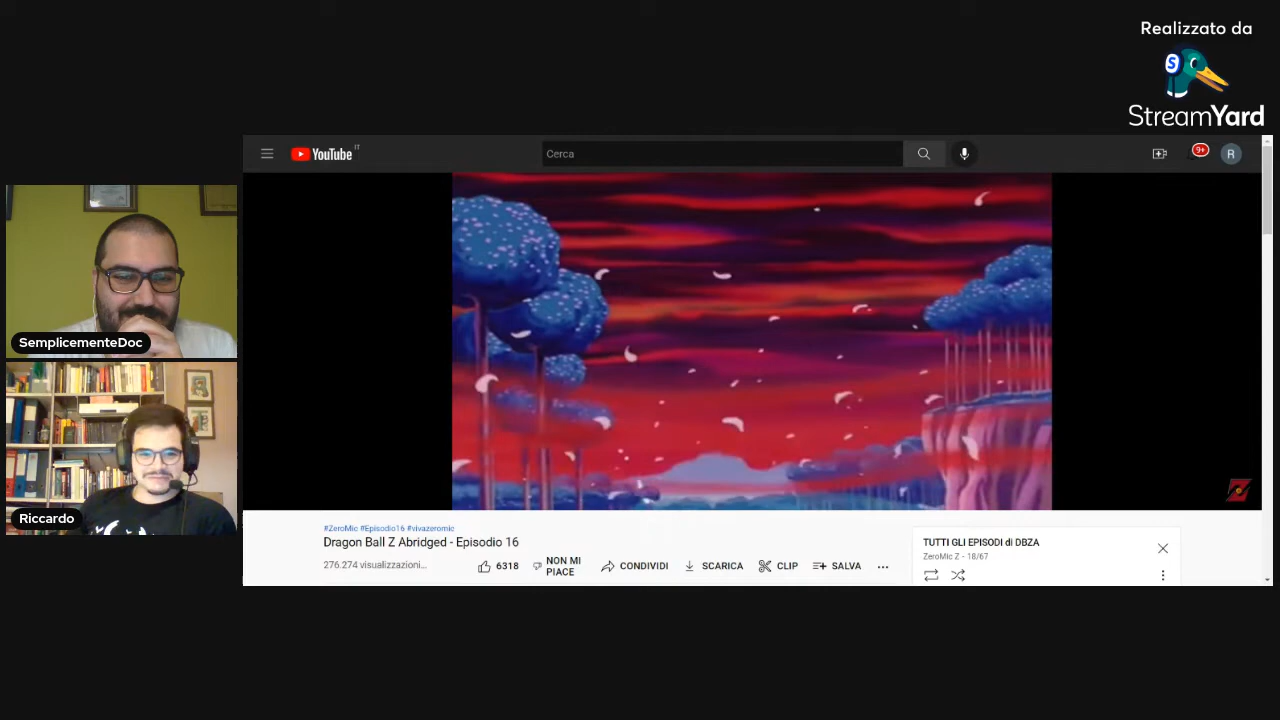 Realizzato da
StreamYard
YouTube IT
Cerca
9+
R
SemplicementeDoc
Riccardo
#ZeroMic #Episodio16 #vivazeromic
Dragon Ball Z Abridged - Episodio 16
276.274 visualizzazioni...
6318
NON MI PIACE
CONDIVIDI
SCARICA
CLIP
SALVA
TUTTI GLI EPISODI di DBZA
ZeroMic Z - 18/67